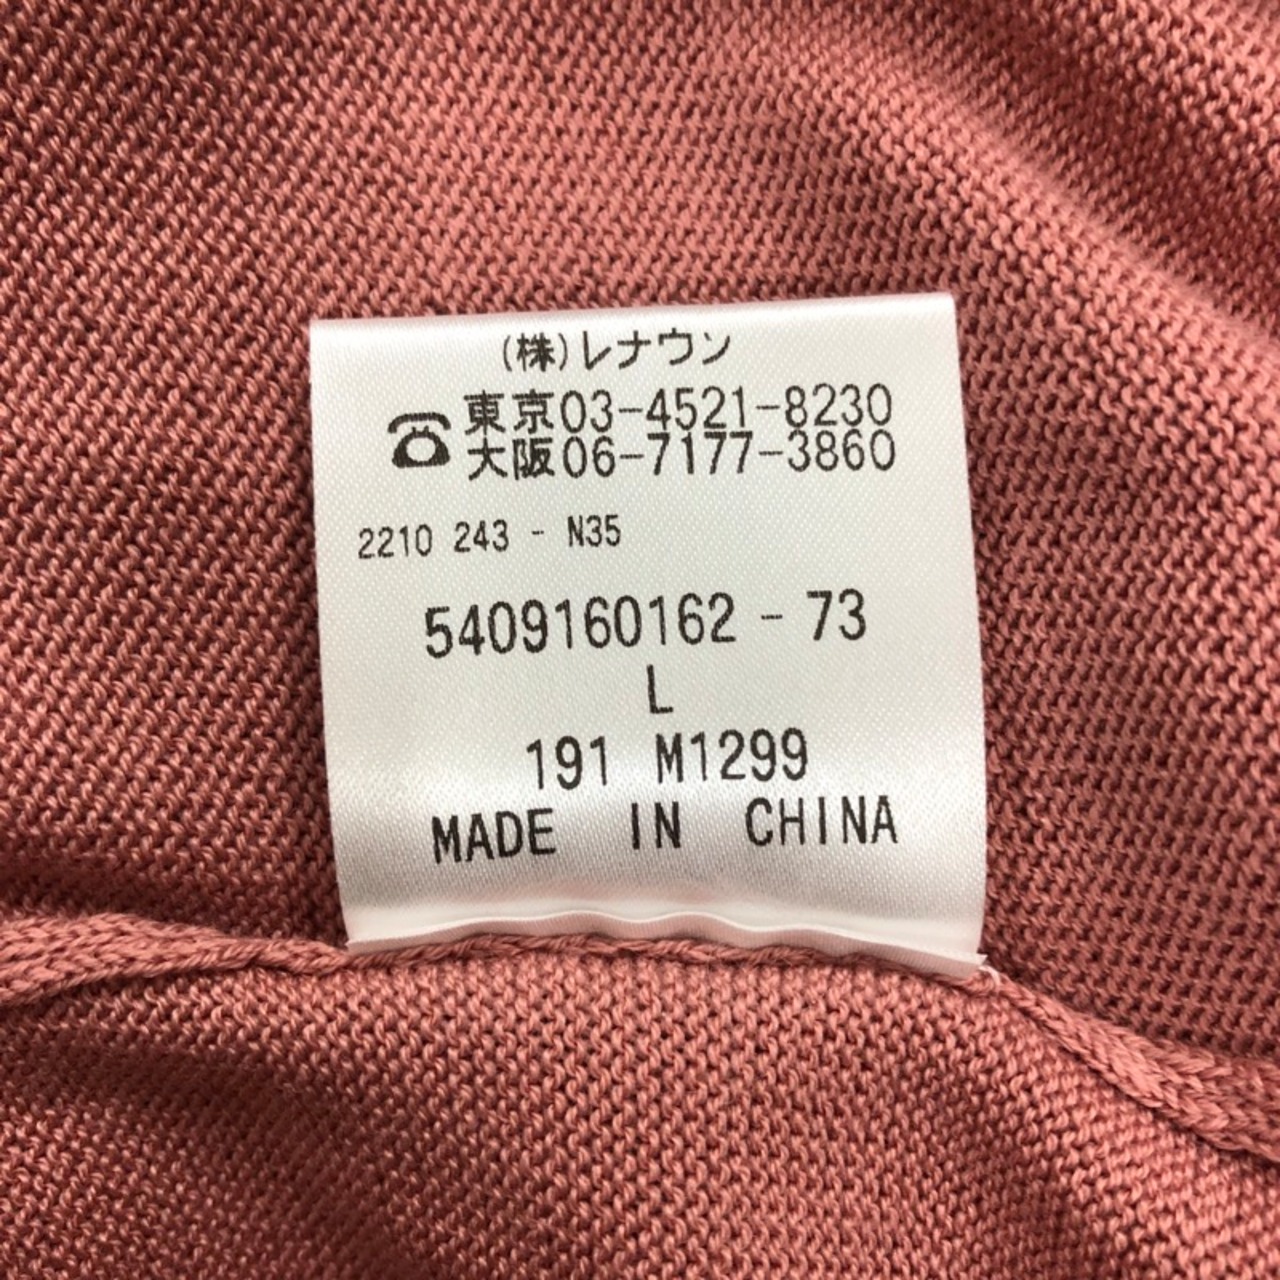 (株)レナウン
☎東京03-4521-8230
大阪06-7177-3860
2210 243 - N35
5409160162 - 73
L
191 M1299
MADE IN CHINA